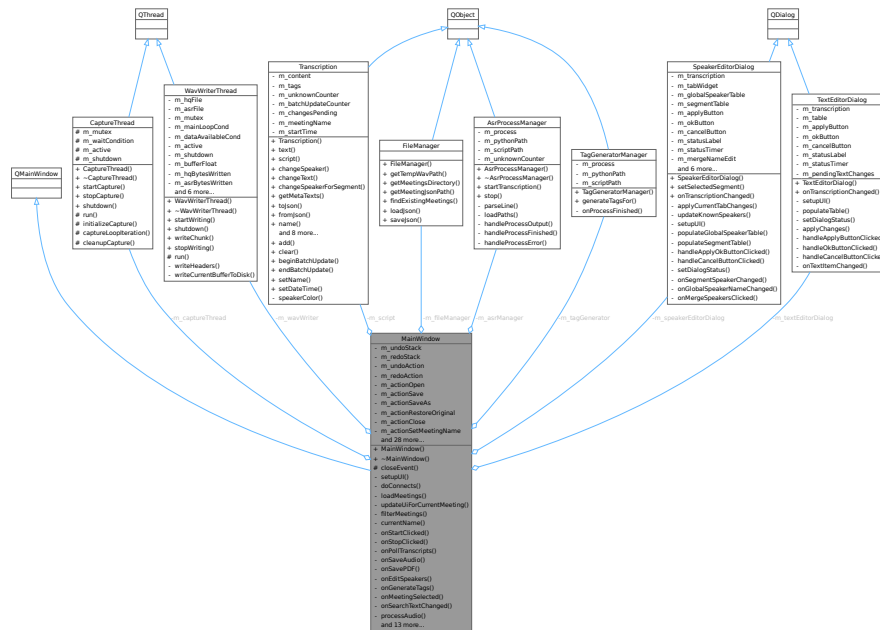 QThread
QObject
QDialog
QMainWindow
CaptureThread
# m_mutex
# m_waitCondition
# m_active
# m_shutdown
+ CaptureThread()
+ ~CaptureThread()
+ startCapture()
+ stopCapture()
+ shutdown()
# run()
# initializeCapture()
# captureLoopIteration()
# cleanupCapture()
WavWriterThread
- m_hqFile
- m_asrFile
- m_mutex
- m_mainLoopCond
- m_dataAvailableCond
- m_active
- m_shutdown
- m_bufferFloat
- m_hqBytesWritten
- m_asrBytesWritten
and 6 more...
+ WavWriterThread()
+ ~WavWriterThread()
+ startWriting()
+ shutdown()
+ writeChunk()
+ stopWriting()
# run()
- writeHeaders()
- writeCurrentBufferToDisk()
Transcription
- m_content
- m_tags
- m_unknownCounter
- m_batchUpdateCounter
- m_changesPending
- m_meetingName
- m_startTime
+ Transcription()
+ text()
+ script()
+ changeSpeaker()
+ changeText()
+ changeSpeakerForSegment()
+ getMetaTexts()
+ toJson()
+ fromJson()
+ name()
and 8 more...
+ add()
+ clear()
+ beginBatchUpdate()
+ endBatchUpdate()
+ setName()
+ setDateTime()
- speakerColor()
FileManager
+ FileManager()
+ getTempWavPath()
+ getMeetingsDirectory()
+ getMeetingJsonPath()
+ findExistingMeetings()
+ loadJson()
+ saveJson()
AsrProcessManager
- m_process
- m_pythonPath
- m_scriptPath
- m_unknownCounter
+ AsrProcessManager()
+ ~AsrProcessManager()
+ startTranscription()
+ stop()
- parseLine()
- loadPaths()
- handleProcessOutput()
- handleProcessFinished()
- handleProcessError()
TagGeneratorManager
- m_process
- m_pythonPath
- m_scriptPath
+ TagGeneratorManager()
+ generateTagsFor()
- onProcessFinished()
SpeakerEditorDialog
- m_transcription
- m_tabWidget
- m_globalSpeakerTable
- m_segmentTable
- m_applyButton
- m_okButton
- m_cancelButton
- m_statusLabel
- m_statusTimer
- m_mergeNameEdit
and 6 more...
+ SpeakerEditorDialog()
+ setSelectedSegment()
+ onTranscriptionChanged()
- applyCurrentTabChanges()
- updateKnownSpeakers()
- setupUI()
- populateGlobalSpeakerTable()
- populateSegmentTable()
- handleApplyButtonClicked()
- handleApplyOkButtonClicked()
- handleCancelButtonClicked()
- setDialogStatus()
- onSegmentSpeakerChanged()
- onGlobalSpeakerNameChanged()
- onMergeSpeakersClicked()
TextEditorDialog
- m_transcription
- m_table
- m_applyButton
- m_okButton
- m_cancelButton
- m_statusLabel
- m_statusTimer
- m_pendingTextChanges
+ TextEditorDialog()
+ onTranscriptionChanged()
- setupUI()
- populateTable()
- setDialogStatus()
- applyChanges()
- handleApplyButtonClicked()
- handleOkButtonClicked()
- handleCancelButtonClicked()
- onTextItemChanged()
-m_captureThread
-m_wavWriter
-m_script
-m_fileManager
-m_asrManager
-m_tagGenerator
-m_speakerEditorDialog
-m_textEditorDialog
MainWindow
- m_undoStack
- m_redoStack
- m_undoAction
- m_redoAction
- m_actionOpen
- m_actionSave
- m_actionSaveAs
- m_actionRestoreOriginal
- m_actionClose
- m_actionSetMeetingName
and 28 more...
+ MainWindow()
+ ~MainWindow()
# closeEvent()
- setupUI()
- doConnects()
- loadMeetings()
- updateUiForCurrentMeeting()
- filterMeetings()
- currentName()
- onStartClicked()
- onStopClicked()
- onPollTranscripts()
- onSaveAudio()
- onSavePDF()
- onEditSpeakers()
- onGenerateTags()
- onMeetingSelected()
- onSearchTextChanged()
- processAudio()
and 13 more...